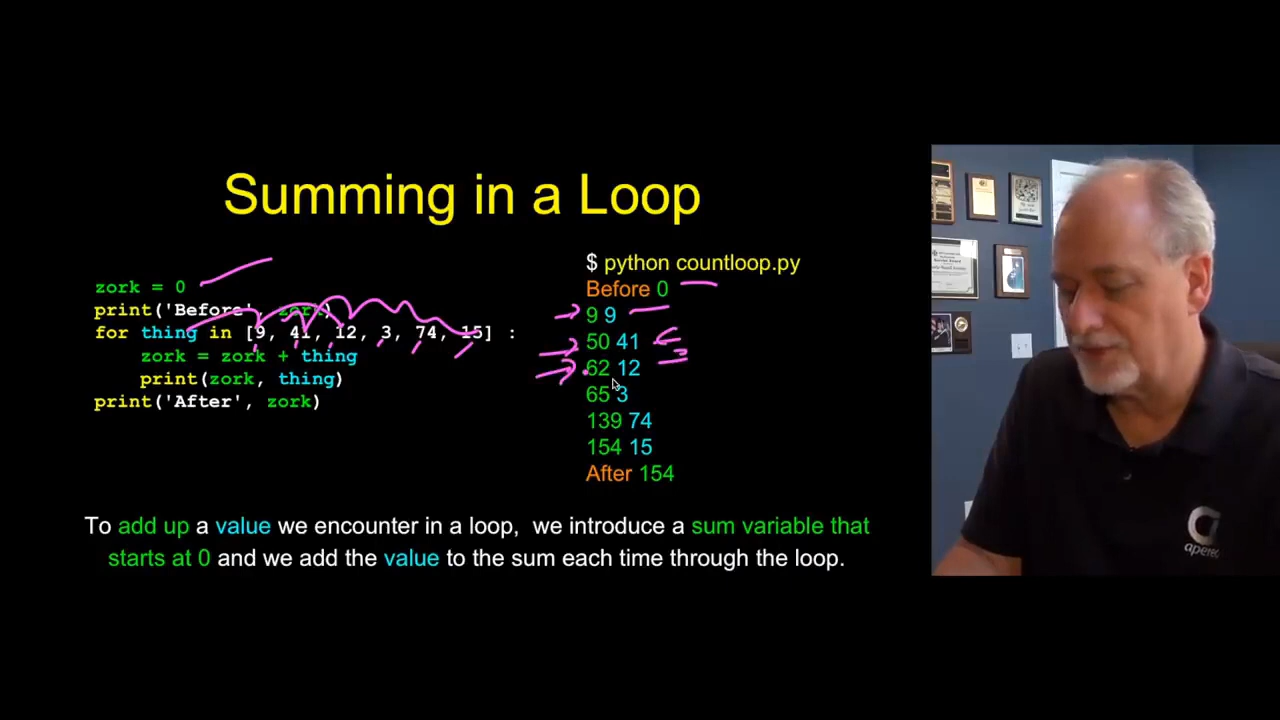 Summing in a Loop
zork = 0
print('Before', zork)
for thing in [9, 41, 12, 3, 74, 15] :
    zork = zork + thing
    print(zork, thing)
print('After', zork)
$ python countloop.py
Before 0
9 9
50 41
62 12
65 3
139 74
154 15
After 154
To add up a value we encounter in a loop,  we introduce a sum variable that
starts at 0 and we add the value to the sum each time through the loop.